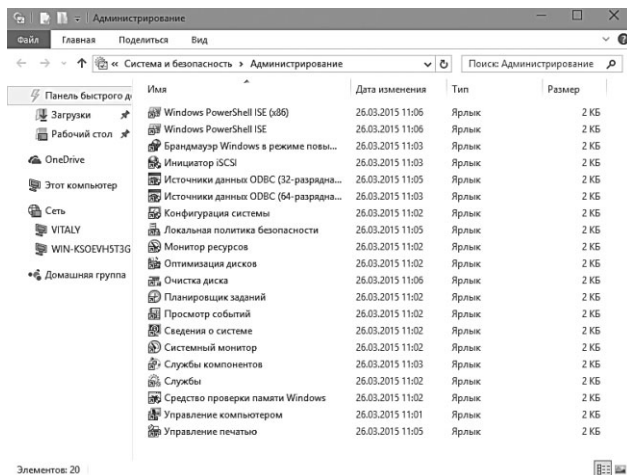 Администрирование
Файл Главная Поделиться Вид
« Система и безопасность > Администрирование Поиск: Администрирование
Панель быстрого д
Загрузки
Рабочий стол
OneDrive
Этот компьютер
Сеть
VITALY
WIN-KSOEVH5T3G
Домашняя группа
Имя Дата изменения Тип Размер
Windows PowerShell ISE (x86) 26.03.2015 11:06 Ярлык 2 КБ
Windows PowerShell ISE 26.03.2015 11:06 Ярлык 2 КБ
Брандмауэр Windows в режиме повы... 26.03.2015 11:03 Ярлык 2 КБ
Инициатор iSCSI 26.03.2015 11:03 Ярлык 2 КБ
Источники данных ODBC (32-разрядна... 26.03.2015 11:05 Ярлык 2 КБ
Источники данных ODBC (64-разрядна... 26.03.2015 11:03 Ярлык 2 КБ
Конфигурация системы 26.03.2015 11:02 Ярлык 2 КБ
Локальная политика безопасности 26.03.2015 11:05 Ярлык 2 КБ
Монитор ресурсов 26.03.2015 11:02 Ярлык 2 КБ
Оптимизация дисков 26.03.2015 11:02 Ярлык 2 КБ
Очистка диска 26.03.2015 11:06 Ярлык 2 КБ
Планировщик заданий 26.03.2015 11:02 Ярлык 2 КБ
Просмотр событий 26.03.2015 11:02 Ярлык 2 КБ
Сведения о системе 26.03.2015 11:02 Ярлык 2 КБ
Системный монитор 26.03.2015 11:02 Ярлык 2 КБ
Службы компонентов 26.03.2015 11:03 Ярлык 2 КБ
Службы 26.03.2015 11:02 Ярлык 2 КБ
Средство проверки памяти Windows 26.03.2015 11:02 Ярлык 2 КБ
Управление компьютером 26.03.2015 11:01 Ярлык 2 КБ
Управление печатью 26.03.2015 11:05 Ярлык 2 КБ
Элементов: 20